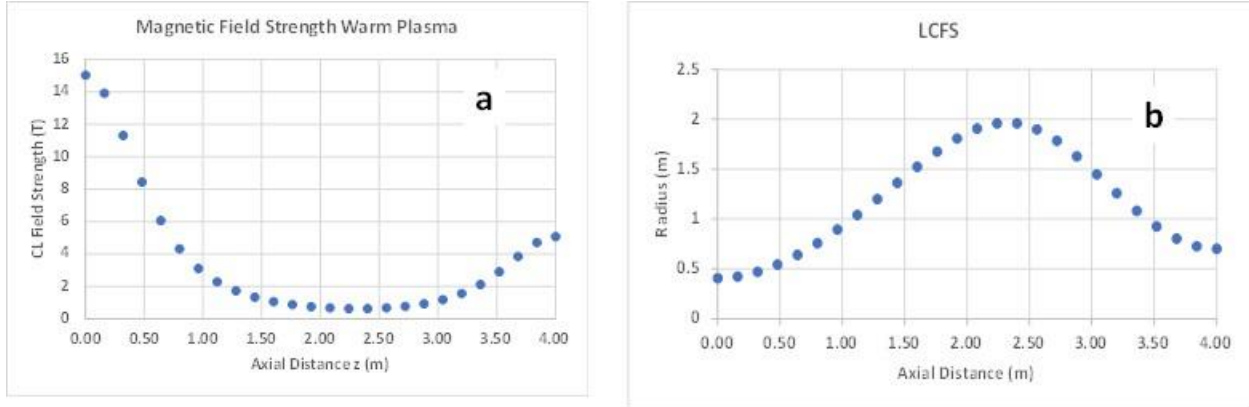 Magnetic Field Strength Warm Plasma
CL Field Strength (T)
16
14
12
10
8
6
4
2
0
a
0.00 0.50 1.00 1.50 2.00 2.50 3.00 3.50 4.00
Axial Distance z (m)
LCFS
Radius (m)
2.5
2
1.5
1
0.5
0
b
0.00 0.50 1.00 1.50 2.00 2.50 3.00 3.50 4.00
Axial Distance (m)